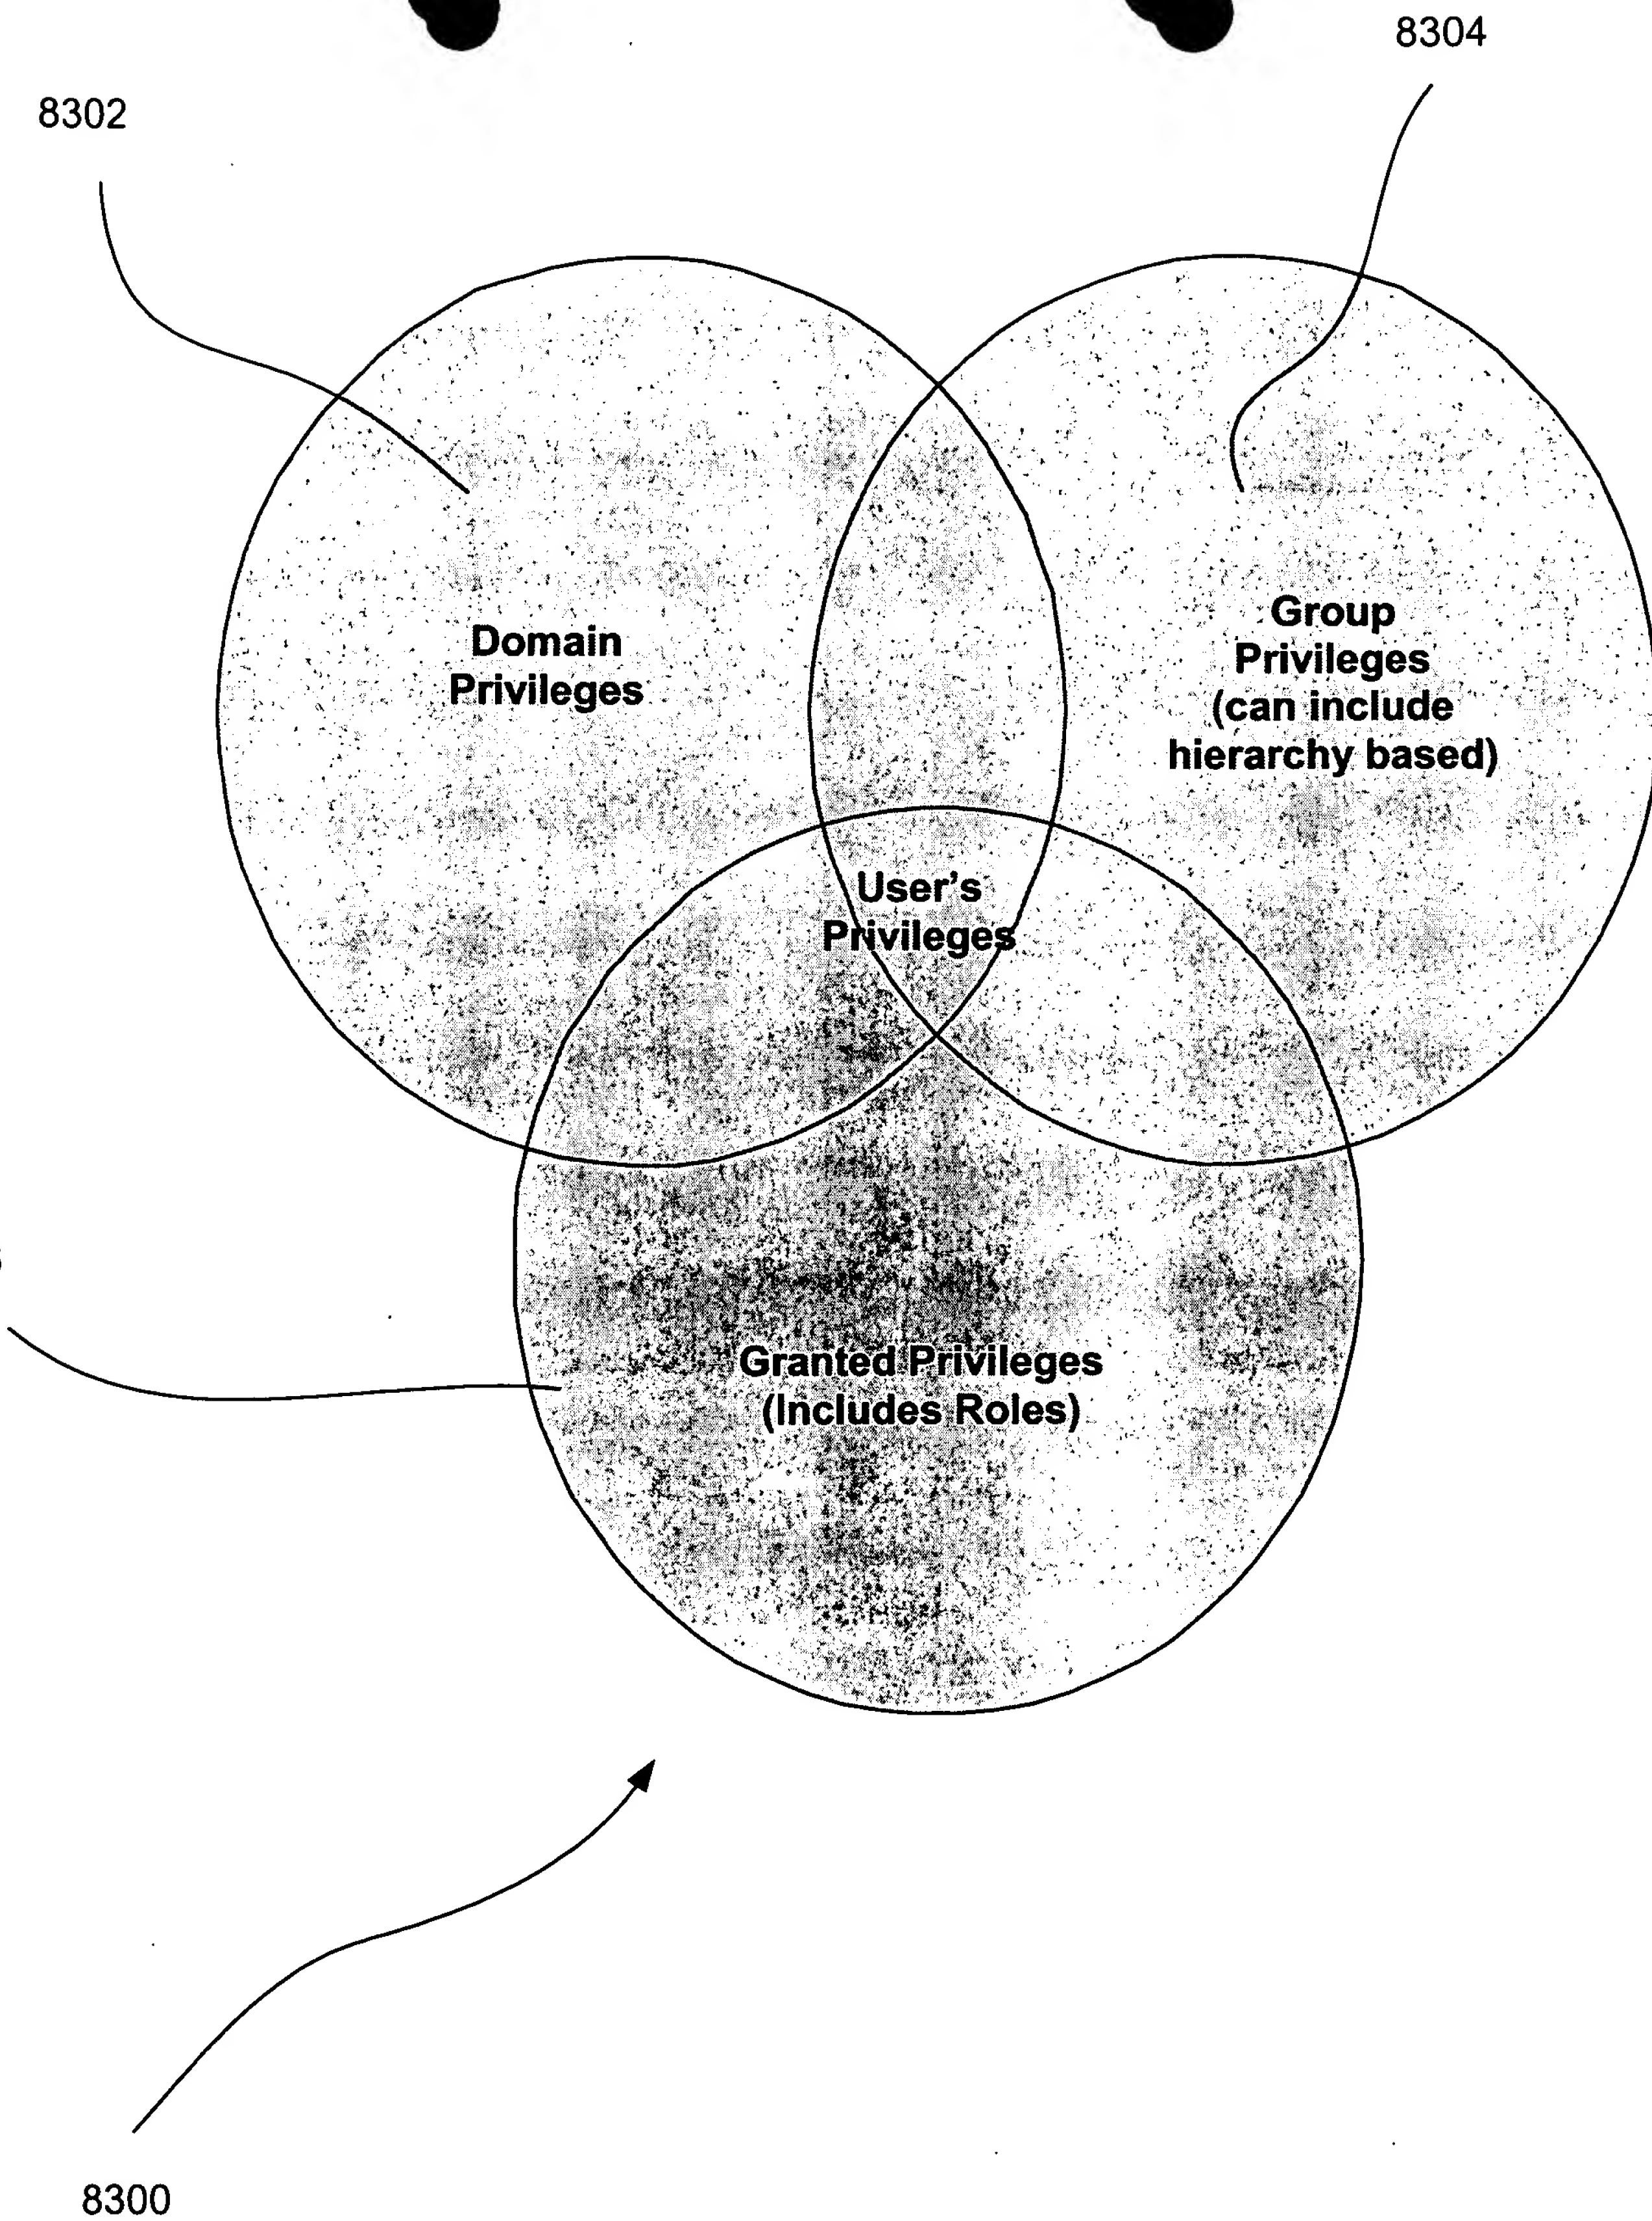 8304
8302
Domain
Privileges
Group
Privileges
(can include
hierarchy based)
User's
Privileges
Granted Privileges
(Includes Roles)
8300